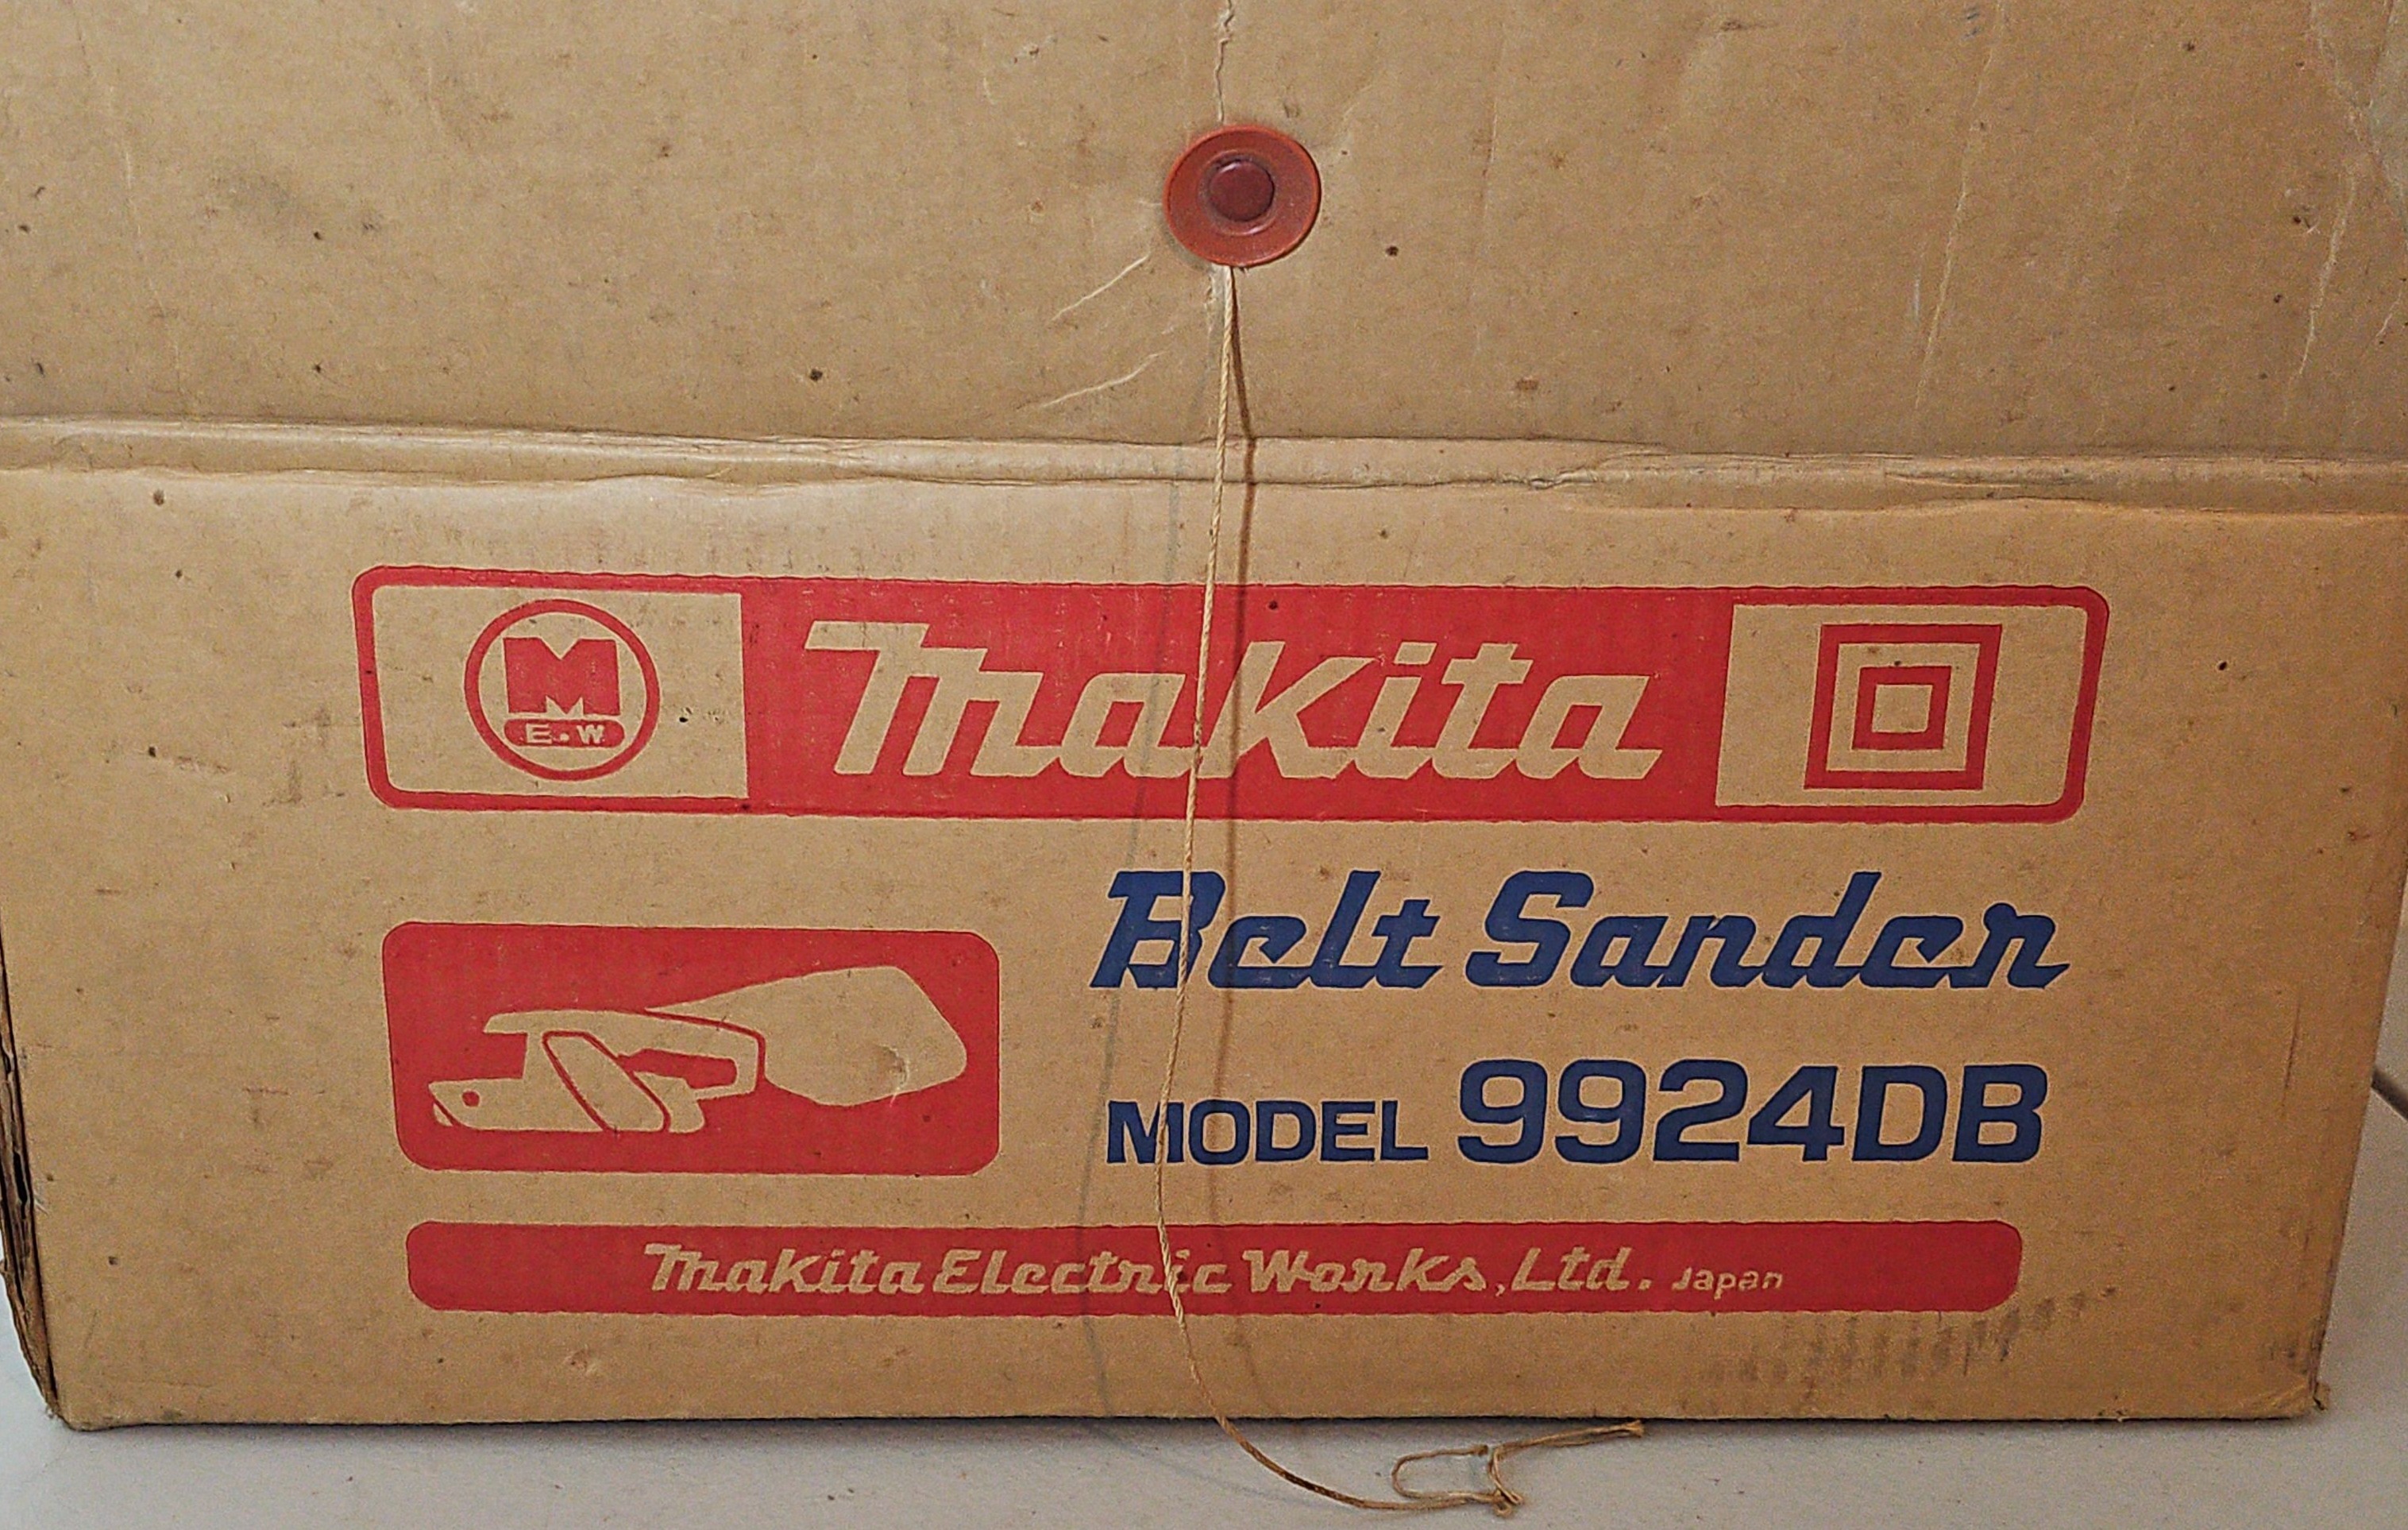 M
E.W
Makita
Belt Sander
MODEL 9924DB
Makita Electric Works, Ltd. Japan